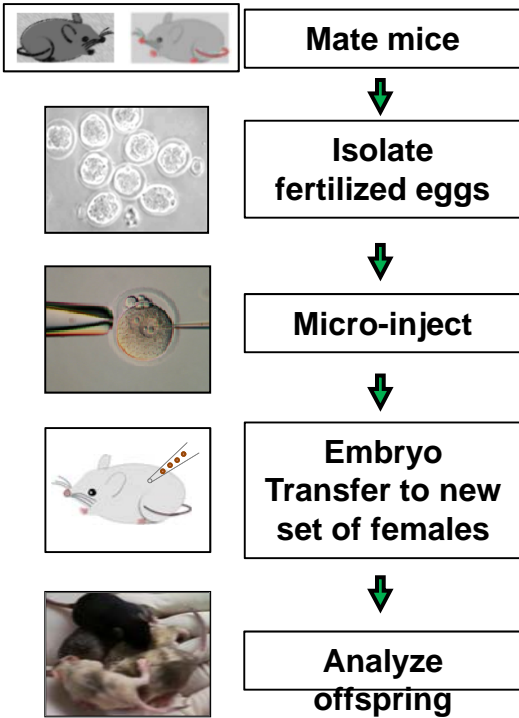 Mate mice
Isolate
fertilized eggs
Micro-inject
Embryo
Transfer to new
set of females
Analyze
offspring